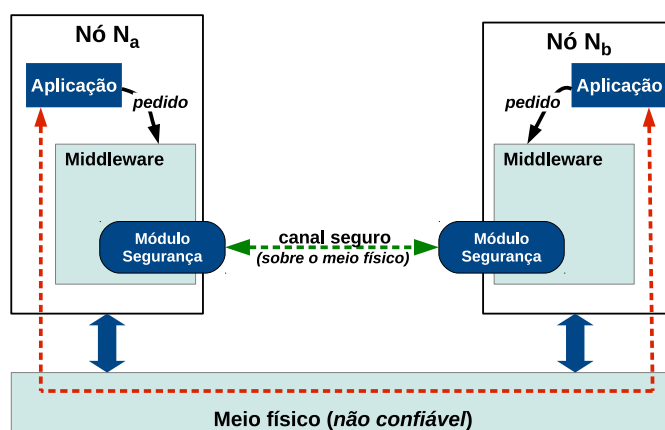 Nó Na
Nó Nb
Aplicação
Aplicação
pedido
pedido
Middleware
Middleware
canal seguro
(sobre o meio físico)
Módulo
Segurança
Módulo
Segurança
Meio físico (não confiável)